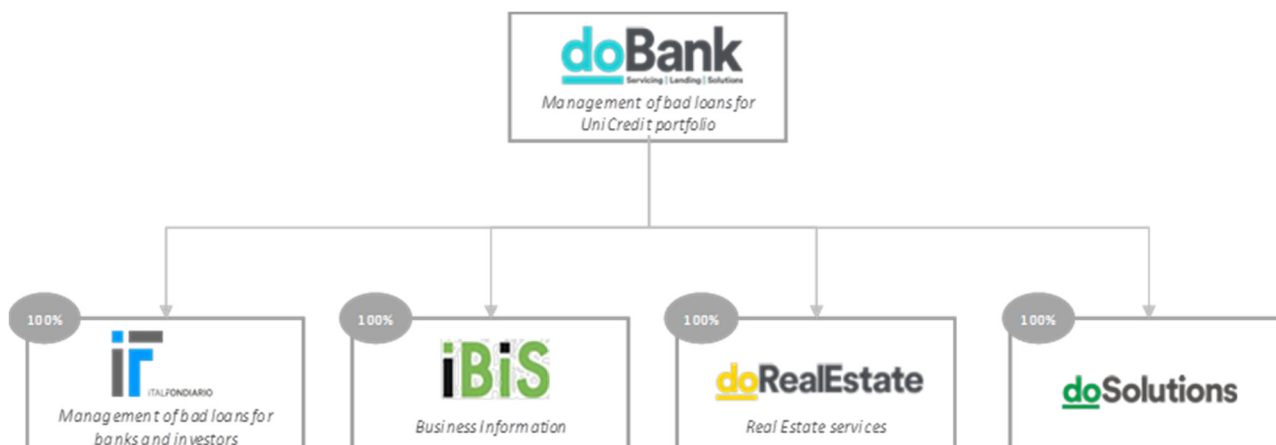 doBank
Servicing | Lending | Solutions
Management of bad loans for
UniCredit portfolio
100%
100%
100%
100%
iF
ITALFONDIARIO
iBiS
doRealEstate
doSolutions
Management of bad loans for
banks and investors
Business Information
Real Estate services